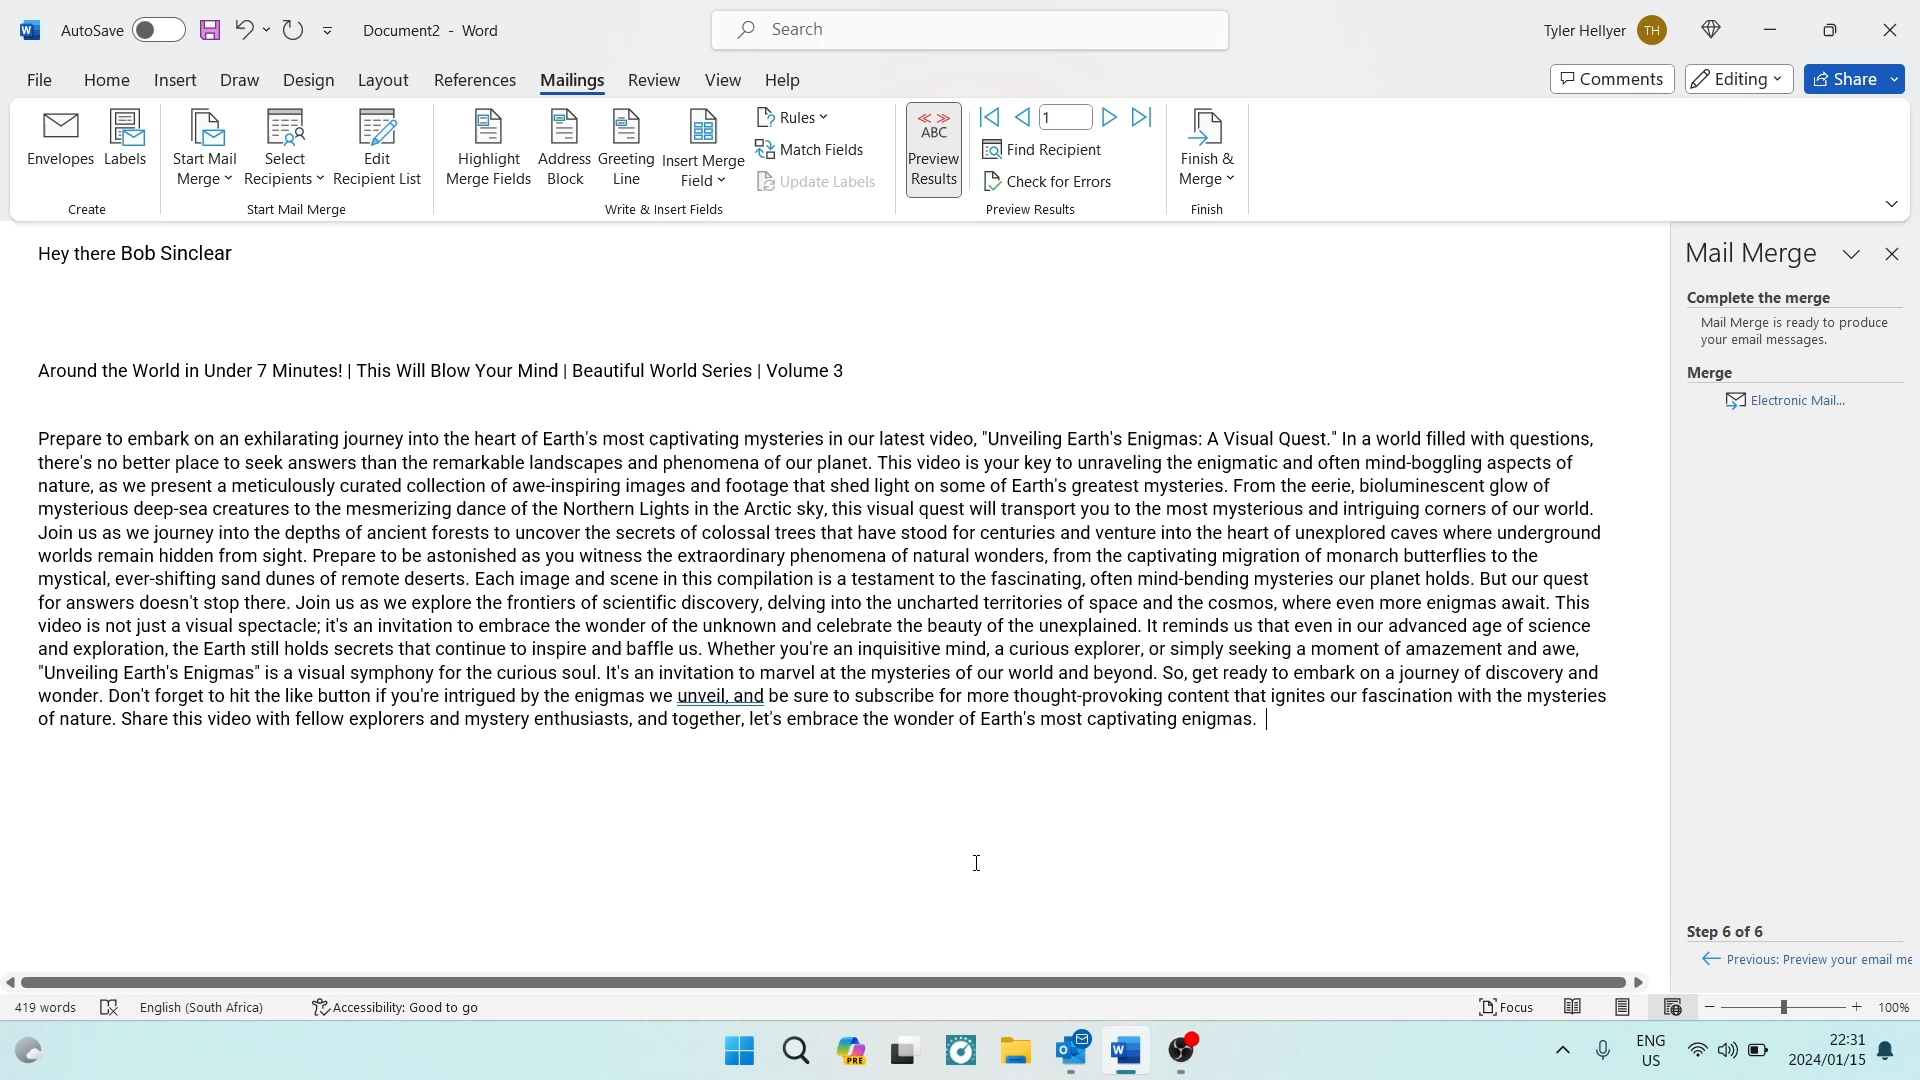 AutoSave
Document2 - Word
Search
Tyler Hellyer TH
File Home Insert Draw Design Layout References Mailings Review View Help
Comments Editing Share
Envelopes
Labels
Create
Start Mail
Merge
Select
Recipients
Edit
Recipient List
Start Mail Merge
Highlight
Merge Fields
Address
Block
Greeting
Line
Insert Merge
Field
Rules
Match Fields
Update Labels
Write & Insert Fields
ABC
Preview
Results
1
Find Recipient
Check for Errors
Preview Results
Finish &
Merge
Finish
Hey there Bob Sinclear
Around the World in Under 7 Minutes! | This Will Blow Your Mind | Beautiful World Series | Volume 3
Prepare to embark on an exhilarating journey into the heart of Earth's most captivating mysteries in our latest video, "Unveiling Earth's Enigmas: A Visual Quest." In a world filled with questions,
there's no better place to seek answers than the remarkable landscapes and phenomena of our planet. This video is your key to unraveling the enigmatic and often mind-boggling aspects of
nature, as we present a meticulously curated collection of awe-inspiring images and footage that shed light on some of Earth's greatest mysteries. From the eerie, bioluminescent glow of
mysterious deep-sea creatures to the mesmerizing dance of the Northern Lights in the Arctic sky, this visual quest will transport you to the most mysterious and intriguing corners of our world.
Join us as we journey into the depths of ancient forests to uncover the secrets of colossal trees that have stood for centuries and venture into the heart of unexplored caves where underground
worlds remain hidden from sight. Prepare to be astonished as you witness the extraordinary phenomena of natural wonders, from the captivating migration of monarch butterflies to the
mystical, ever-shifting sand dunes of remote deserts. Each image and scene in this compilation is a testament to the fascinating, often mind-bending mysteries our planet holds. But our quest
for answers doesn't stop there. Join us as we explore the frontiers of scientific discovery, delving into the uncharted territories of space and the cosmos, where even more enigmas await. This
video is not just a visual spectacle; it's an invitation to embrace the wonder of the unknown and celebrate the beauty of the unexplained. It reminds us that even in our advanced age of science
and exploration, the Earth still holds secrets that continue to inspire and baffle us. Whether you're an inquisitive mind, a curious explorer, or simply seeking a moment of amazement and awe,
"Unveiling Earth's Enigmas" is a visual symphony for the curious soul. It's an invitation to marvel at the mysteries of our world and beyond. So, get ready to embark on a journey of discovery and
wonder. Don't forget to hit the like button if you're intrigued by the enigmas we unveil, and be sure to subscribe for more thought-provoking content that ignites our fascination with the mysteries
of nature. Share this video with fellow explorers and mystery enthusiasts, and together, let's embrace the wonder of Earth's most captivating enigmas.
Mail Merge
Complete the merge
Mail Merge is ready to produce
your email messages.
Merge
Electronic Mail...
Step 6 of 6
Previous: Preview your email me
419 words English (South Africa) Accessibility: Good to go
Focus 100%
PRE
ENG
US
22:31
2024/01/15